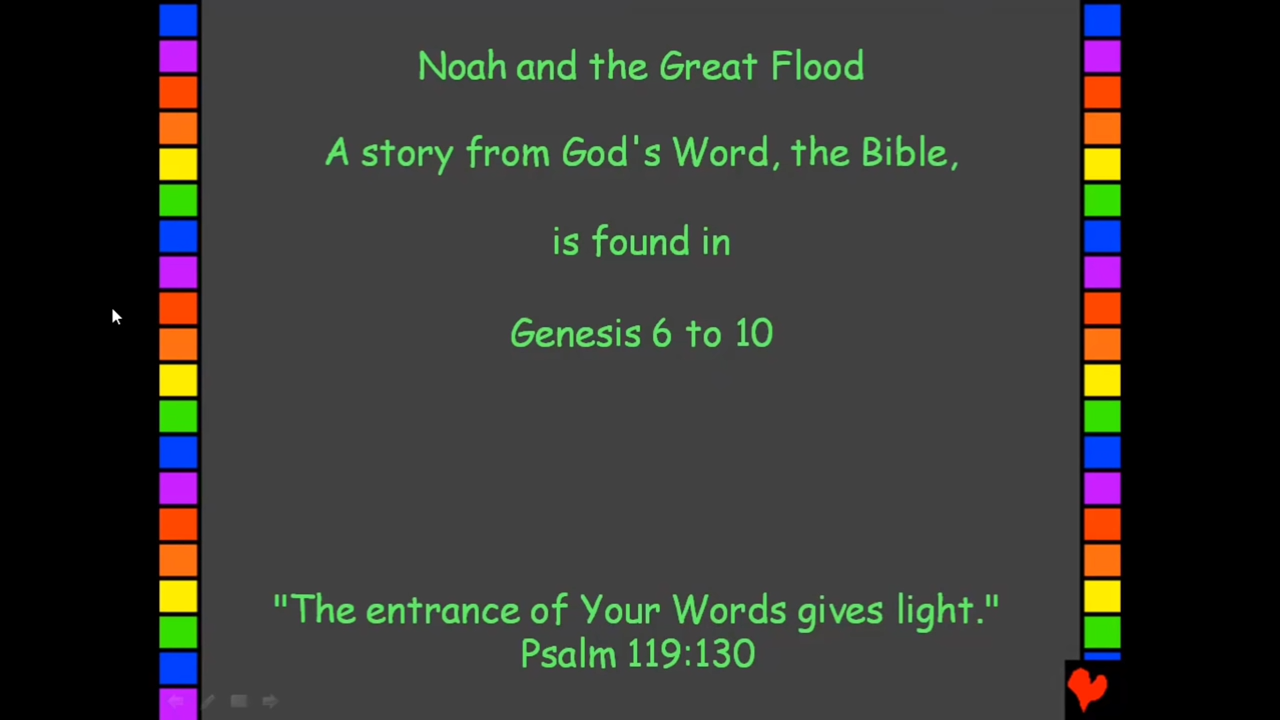 Noah and the Great Flood
A story from God's Word, the Bible,
is found in
Genesis 6 to 10
"The entrance of Your Words gives light."
Psalm 119:130